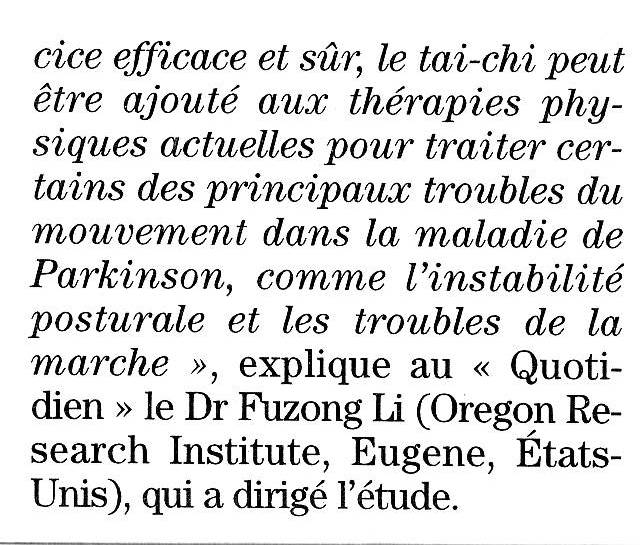 cice efficace et sûr, le tai-chi peut
être ajouté aux thérapies phy-
siques actuelles pour traiter cer-
tains des principaux troubles du
mouvement dans la maladie de
Parkinson, comme l'instabilité
posturale et les troubles de la
marche », explique au « Quoti-
dien » le Dr Fuzong Li (Oregon Re-
search Institute, Eugene, États-
Unis), qui a dirigé l'étude.